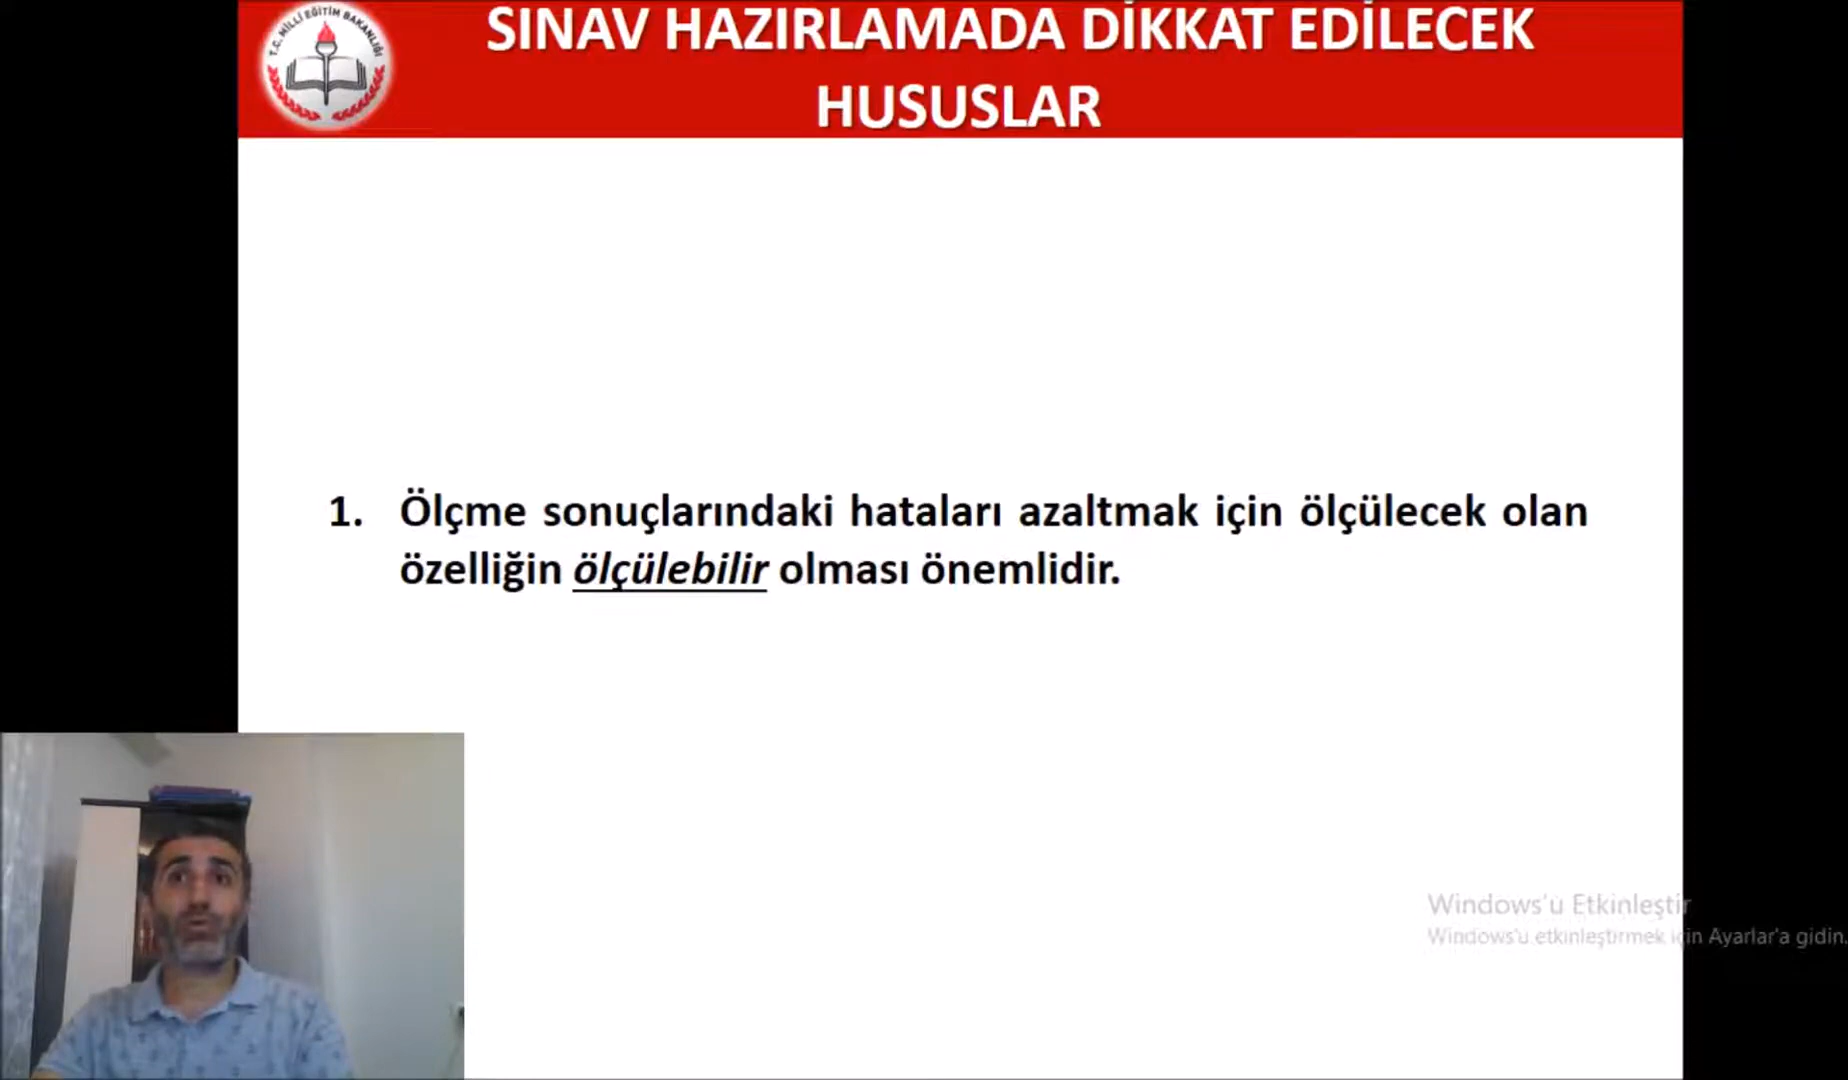 T.C. MİLLİ EĞİTİM BAKANLIĞI
SINAV HAZIRLAMADA DİKKAT EDİLECEK
HUSUSLAR
1. Ölçme sonuçlarındaki hataları azaltmak için ölçülecek olan
özelliğin ölçülebilir olması önemlidir.
Windows'u Etkinleştir
Windows'u etkinleştirmek için Ayarlar'a gidin.